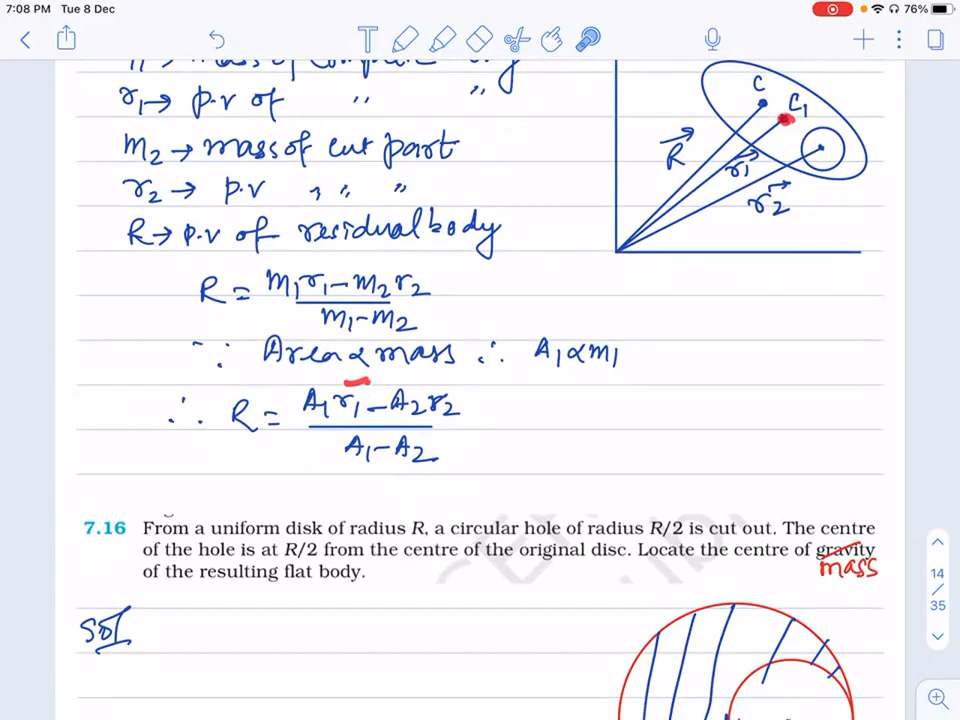 7:08 PM Tue 8 Dec
76%
T
C
r1 → p.v of " "
C1
m2 → mass of cut part
R
r1
r2 → p.v " " "
r2
R → p.v of residual body
R = m1r1 - m2r2
m1 - m2
∵ Area ∝ mass ∴ A1 ∝ m1
∴ R = A1r1 - A2r2
A1 - A2
7.16 From a uniform disk of radius R, a circular hole of radius R/2 is cut out. The centre
of the hole is at R/2 from the centre of the original disc. Locate the centre of gravity
mass
of the resulting flat body.
14
/
35
Sol